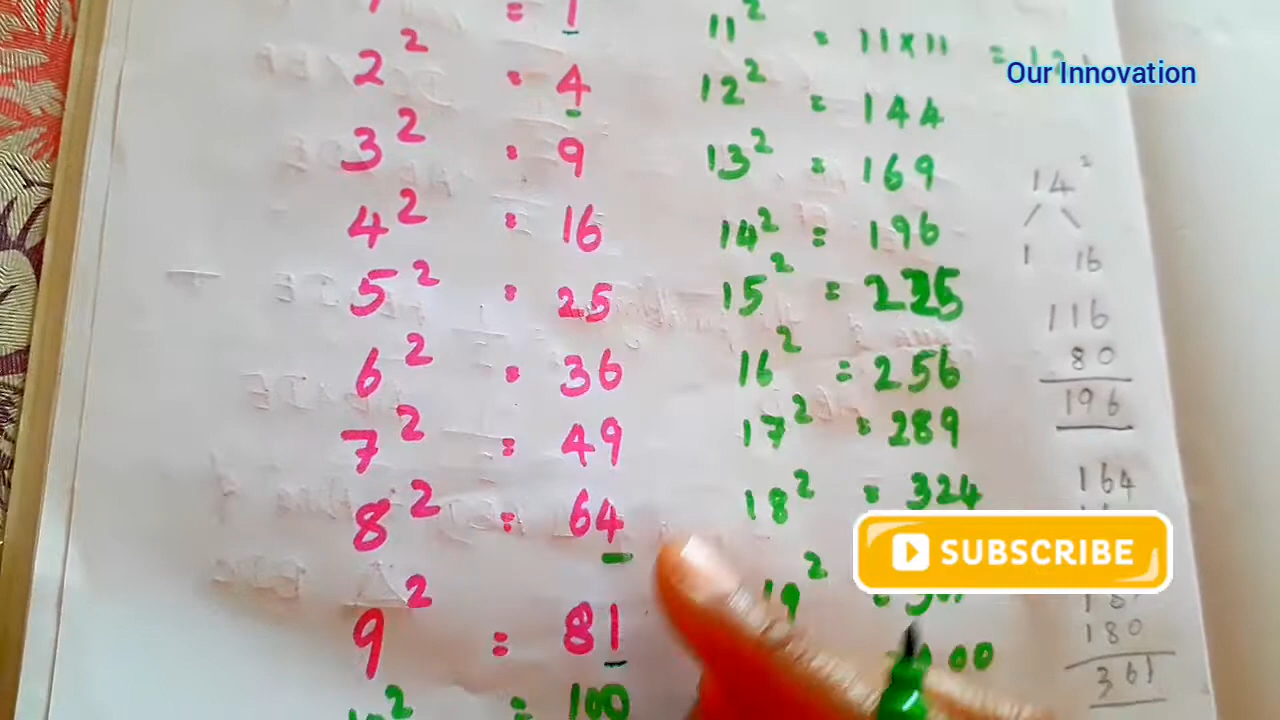 = 1
2² = 4
3² = 9
4² = 16
5² = 25
6² = 36
7² = 49
8² = 64
9² = 81
= 100
11² = 11×11 =
12² = 144
13² = 169
14² = 196
15² = 225
16² = 256
17² = 289
18² = 324
19² =
00
Our Innovation
14²
1 16
116
80
196
164
SUBSCRIBE
180
361